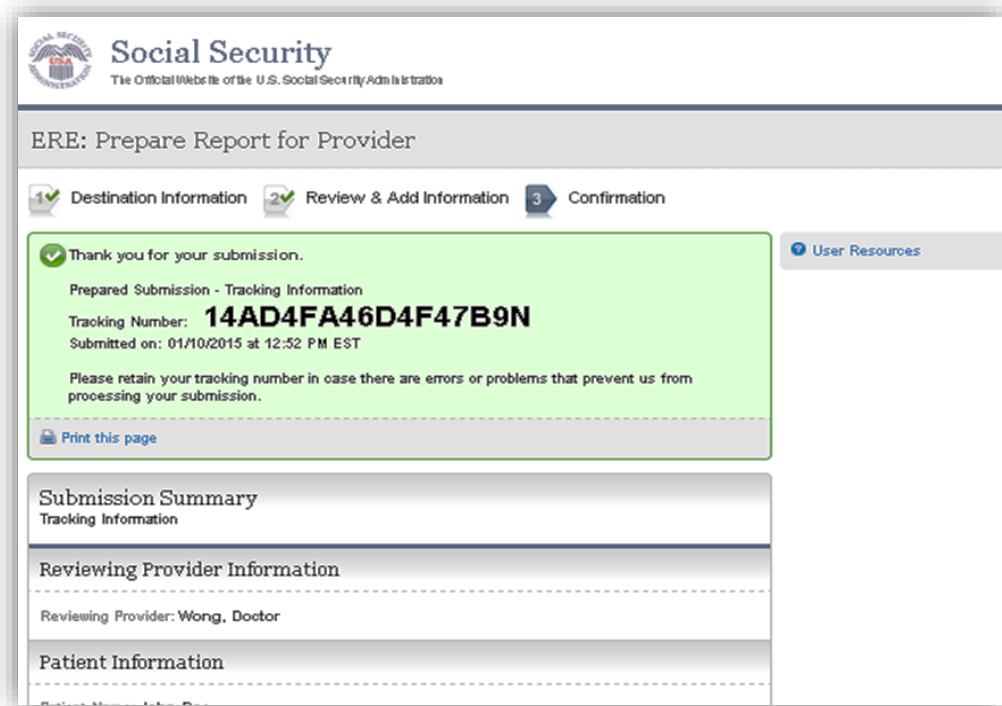 Social Security
The Official Website of the U.S. Social Security Administration
ERE: Prepare Report for Provider
1 Destination Information 2 Review & Add Information 3 Confirmation
Thank you for your submission.
Prepared Submission - Tracking Information
Tracking Number: 14AD4FA46D4F47B9N
Submitted on: 01/10/2015 at 12:52 PM EST
Please retain your tracking number in case there are errors or problems that prevent us from
processing your submission.
Print this page
? User Resources
Submission Summary
Tracking Information
Reviewing Provider Information
Reviewing Provider: Wong, Doctor
Patient Information